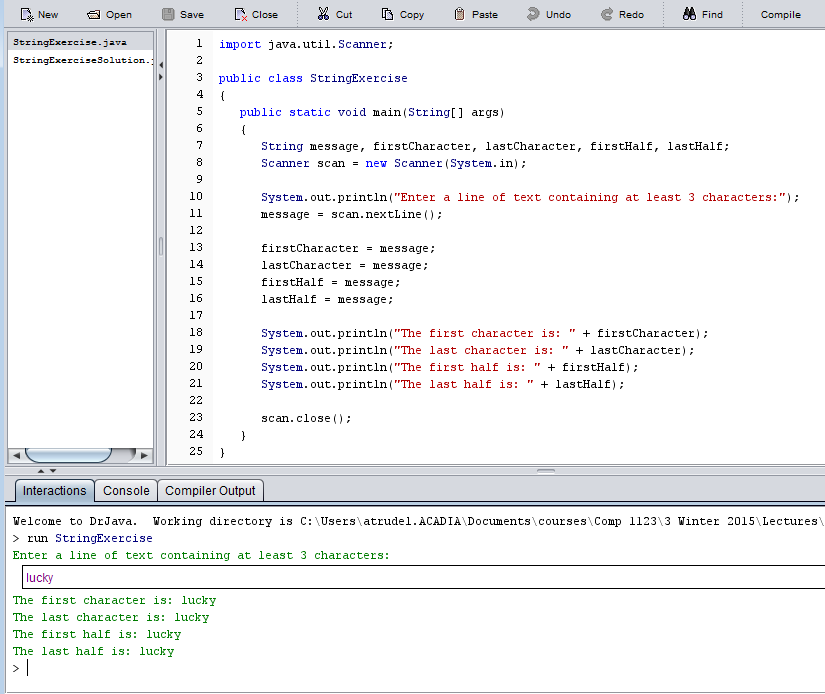 New Open Save Close Cut Copy Paste Undo Redo Find Compile
StringExercise.java
StringExerciseSolution.j
1 import java.util.Scanner;
2
3 public class StringExercise
4 {
5 public static void main(String[] args)
6 {
7 String message, firstCharacter, lastCharacter, firstHalf, lastHalf;
8 Scanner scan = new Scanner(System.in);
9
10 System.out.println("Enter a line of text containing at least 3 characters:");
11 message = scan.nextLine();
12
13 firstCharacter = message;
14 lastCharacter = message;
15 firstHalf = message;
16 lastHalf = message;
17
18 System.out.println("The first character is: " + firstCharacter);
19 System.out.println("The last character is: " + lastCharacter);
20 System.out.println("The first half is: " + firstHalf);
21 System.out.println("The last half is: " + lastHalf);
22
23 scan.close();
24 }
25 }
Interactions Console Compiler Output
Welcome to DrJava.  Working directory is C:\Users\atrudel.ACADIA\Documents\courses\Comp 1123\3 Winter 2015\Lectures\
> run StringExercise
Enter a line of text containing at least 3 characters:
lucky
The first character is: lucky
The last character is: lucky
The first half is: lucky
The last half is: lucky
>